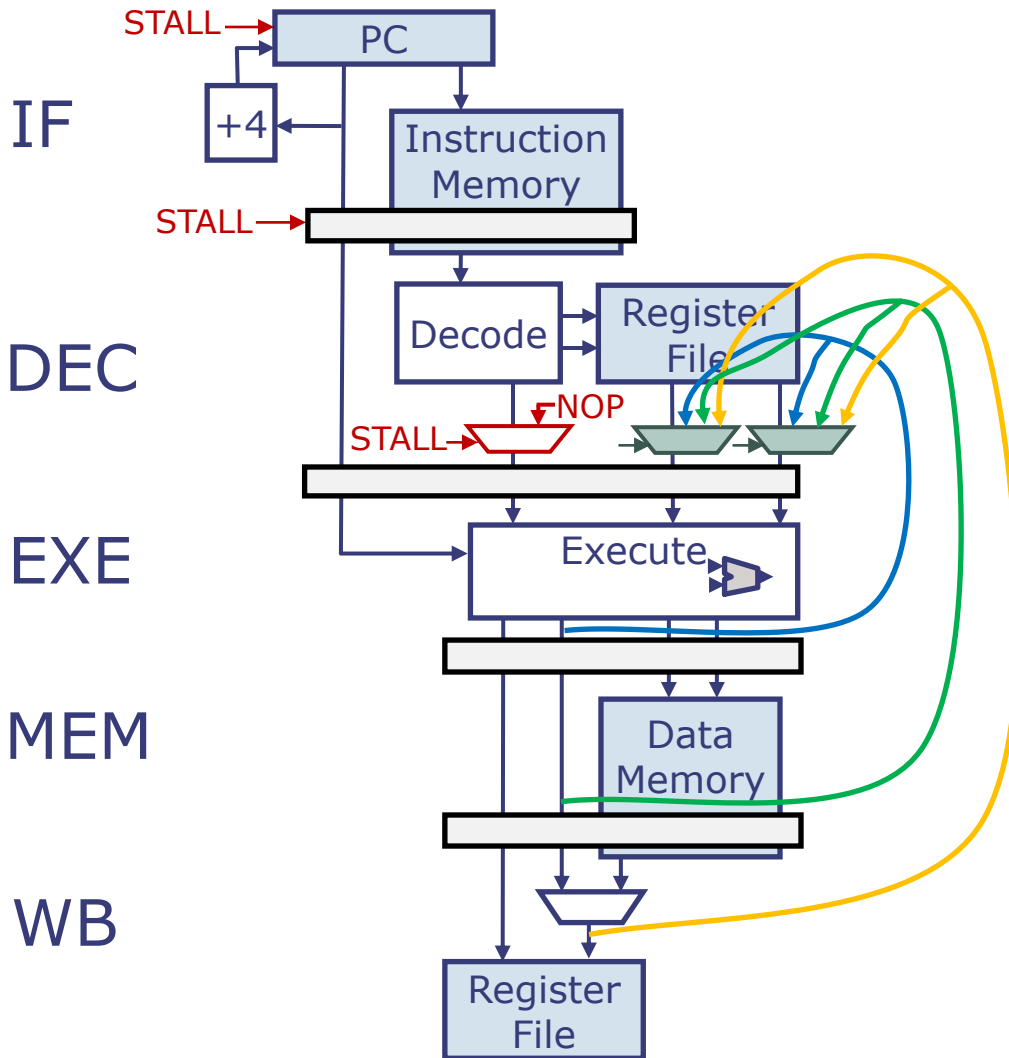 STALL
PC
IF
+4
Instruction
Memory
STALL
DEC
Decode
Register
File
NOP
STALL
EXE
Execute
MEM
Data
Memory
WB
Register
File